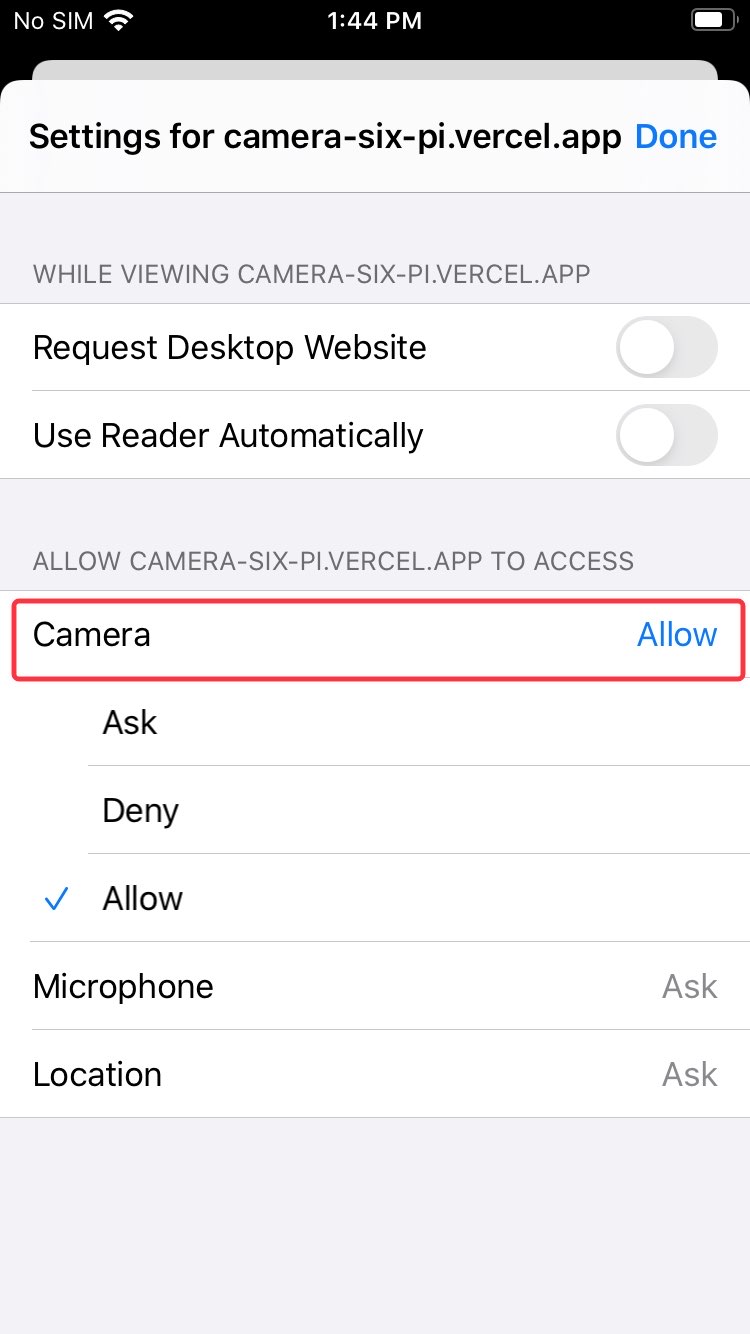 No SIM 1:44 PM
Settings for camera-six-pi.vercel.app Done
WHILE VIEWING CAMERA-SIX-PI.VERCEL.APP
Request Desktop Website
Use Reader Automatically
ALLOW CAMERA-SIX-PI.VERCEL.APP TO ACCESS
Camera Allow
Ask
Deny
Allow
Microphone Ask
Location Ask